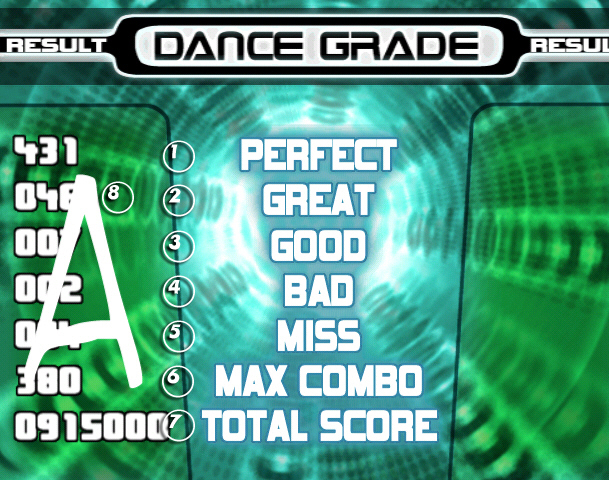 RESULT DANCE GRADE RESUL
431 1 PERFECT
8 2 GREAT
3 GOOD
4 BAD
5 MISS
380 6 MAX COMBO
0915000 7 TOTAL SCORE
A